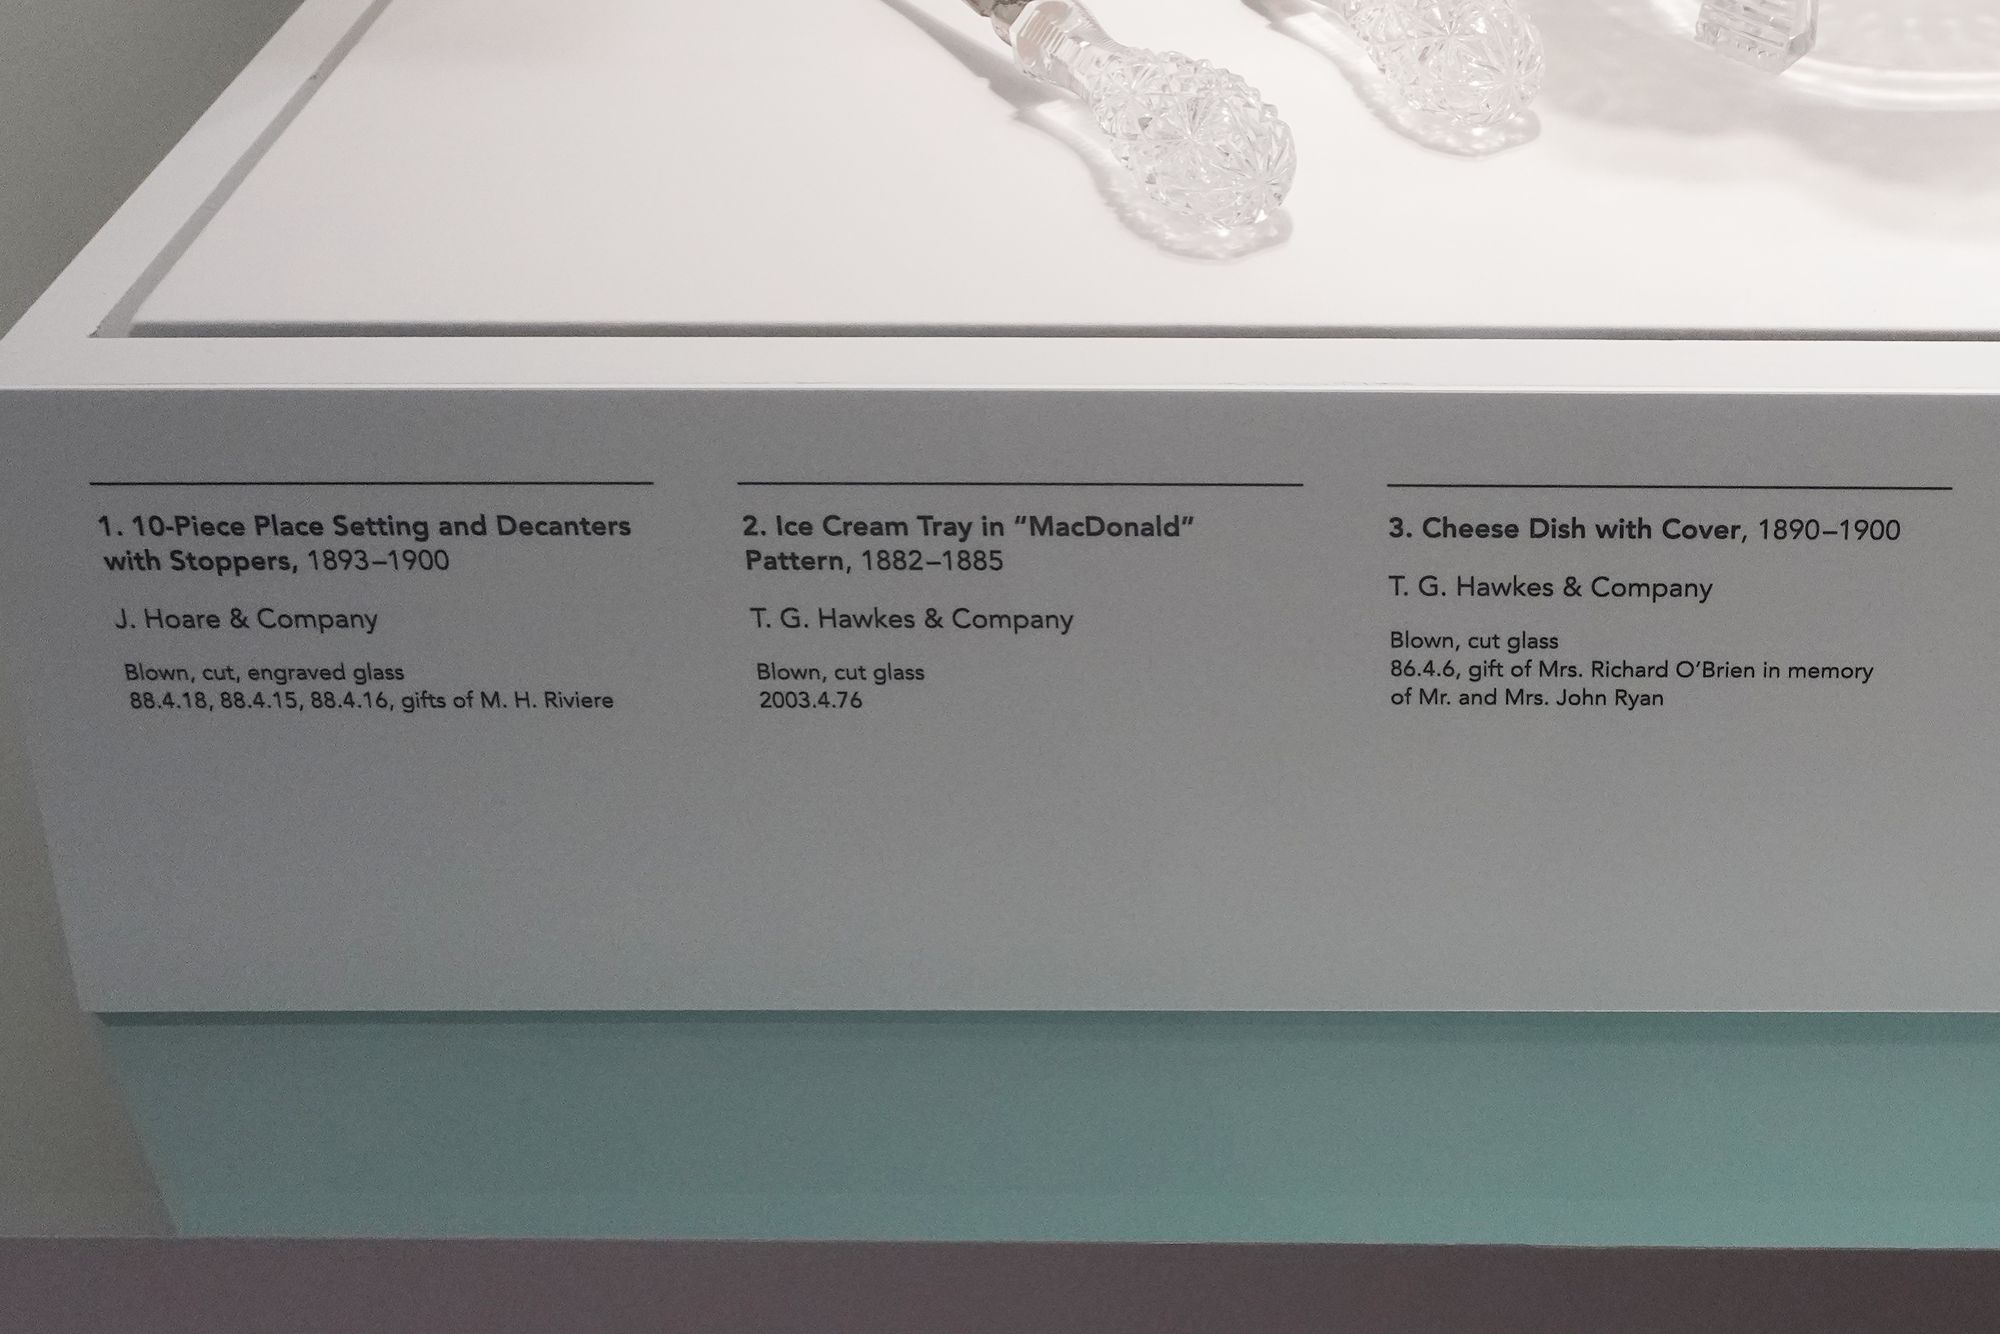 1. 10-Piece Place Setting and Decanters
with Stoppers, 1893–1900
J. Hoare & Company
Blown, cut, engraved glass
88.4.18, 88.4.15, 88.4.16, gifts of M. H. Riviere
2. Ice Cream Tray in “MacDonald”
Pattern, 1882–1885
T. G. Hawkes & Company
Blown, cut glass
2003.4.76
3. Cheese Dish with Cover, 1890–1900
T. G. Hawkes & Company
Blown, cut glass
86.4.6, gift of Mrs. Richard O’Brien in memory
of Mr. and Mrs. John Ryan